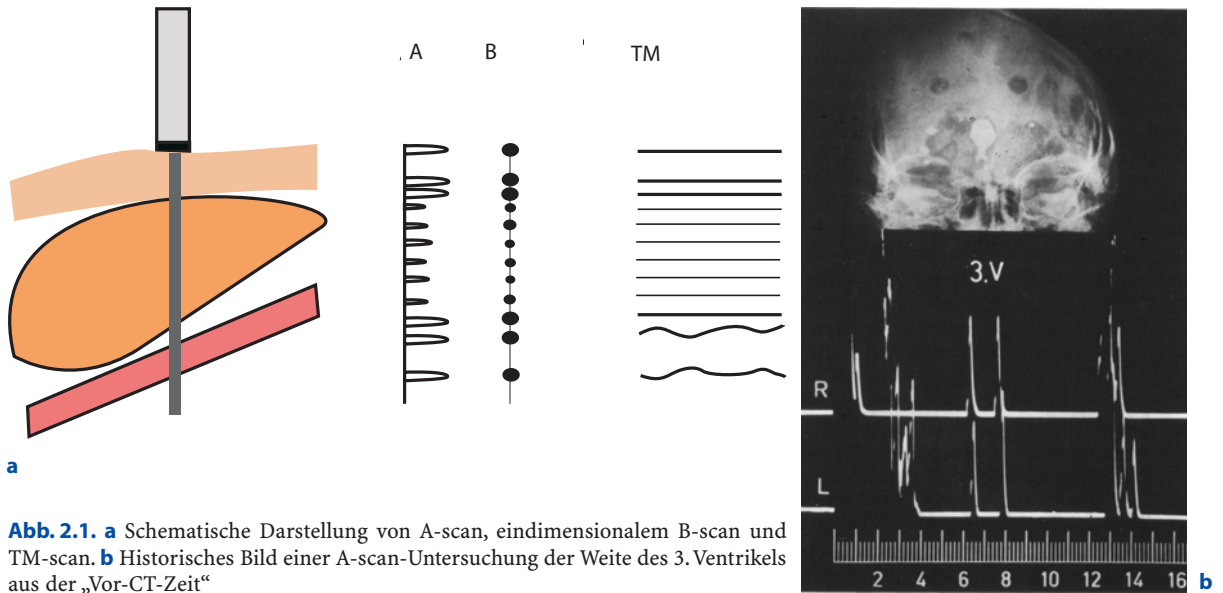 A B TM
a
3.V
R
L
2 4 6 8 10 12 14 16
b
Abb. 2.1. a Schematische Darstellung von A-scan, eindimensionalem B-scan und
TM-scan. b Historisches Bild einer A-scan-Untersuchung der Weite des 3. Ventrikels
aus der „Vor-CT-Zeit“